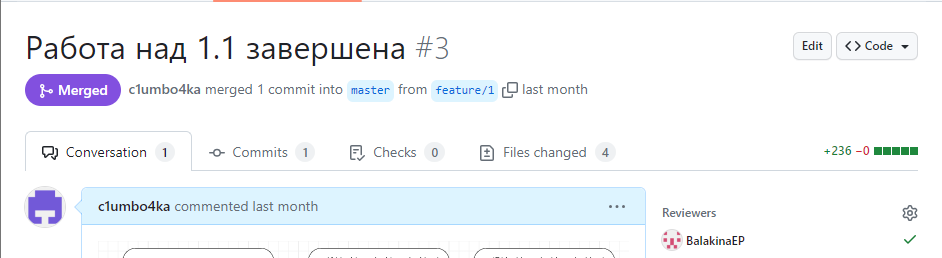 Работа над 1.1 завершена #3
Edit
Code
Merged
c1umbo4ka merged 1 commit into master from feature/1 last month
Conversation 1
Commits 1
Checks 0
Files changed 4
+236 −0
c1umbo4ka commented last month
Reviewers
BalakinaEP